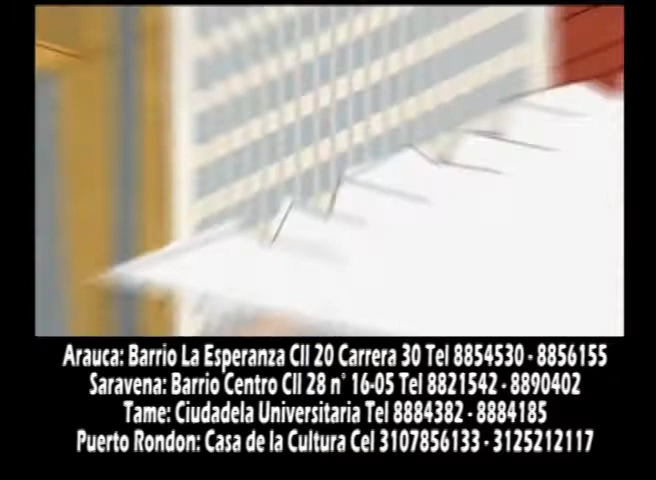 Arauca: Barrio La Esperanza Cll 20 Carrera 30 Tel 8854530 - 8856155
Saravena: Barrio Centro Cll 28 n° 16-05 Tel 8821542 - 8890402
Tame: Ciudadela Universitaria Tel 8884382 - 8884185
Puerto Rondon: Casa de la Cultura Cel 3107856133 - 3125212117